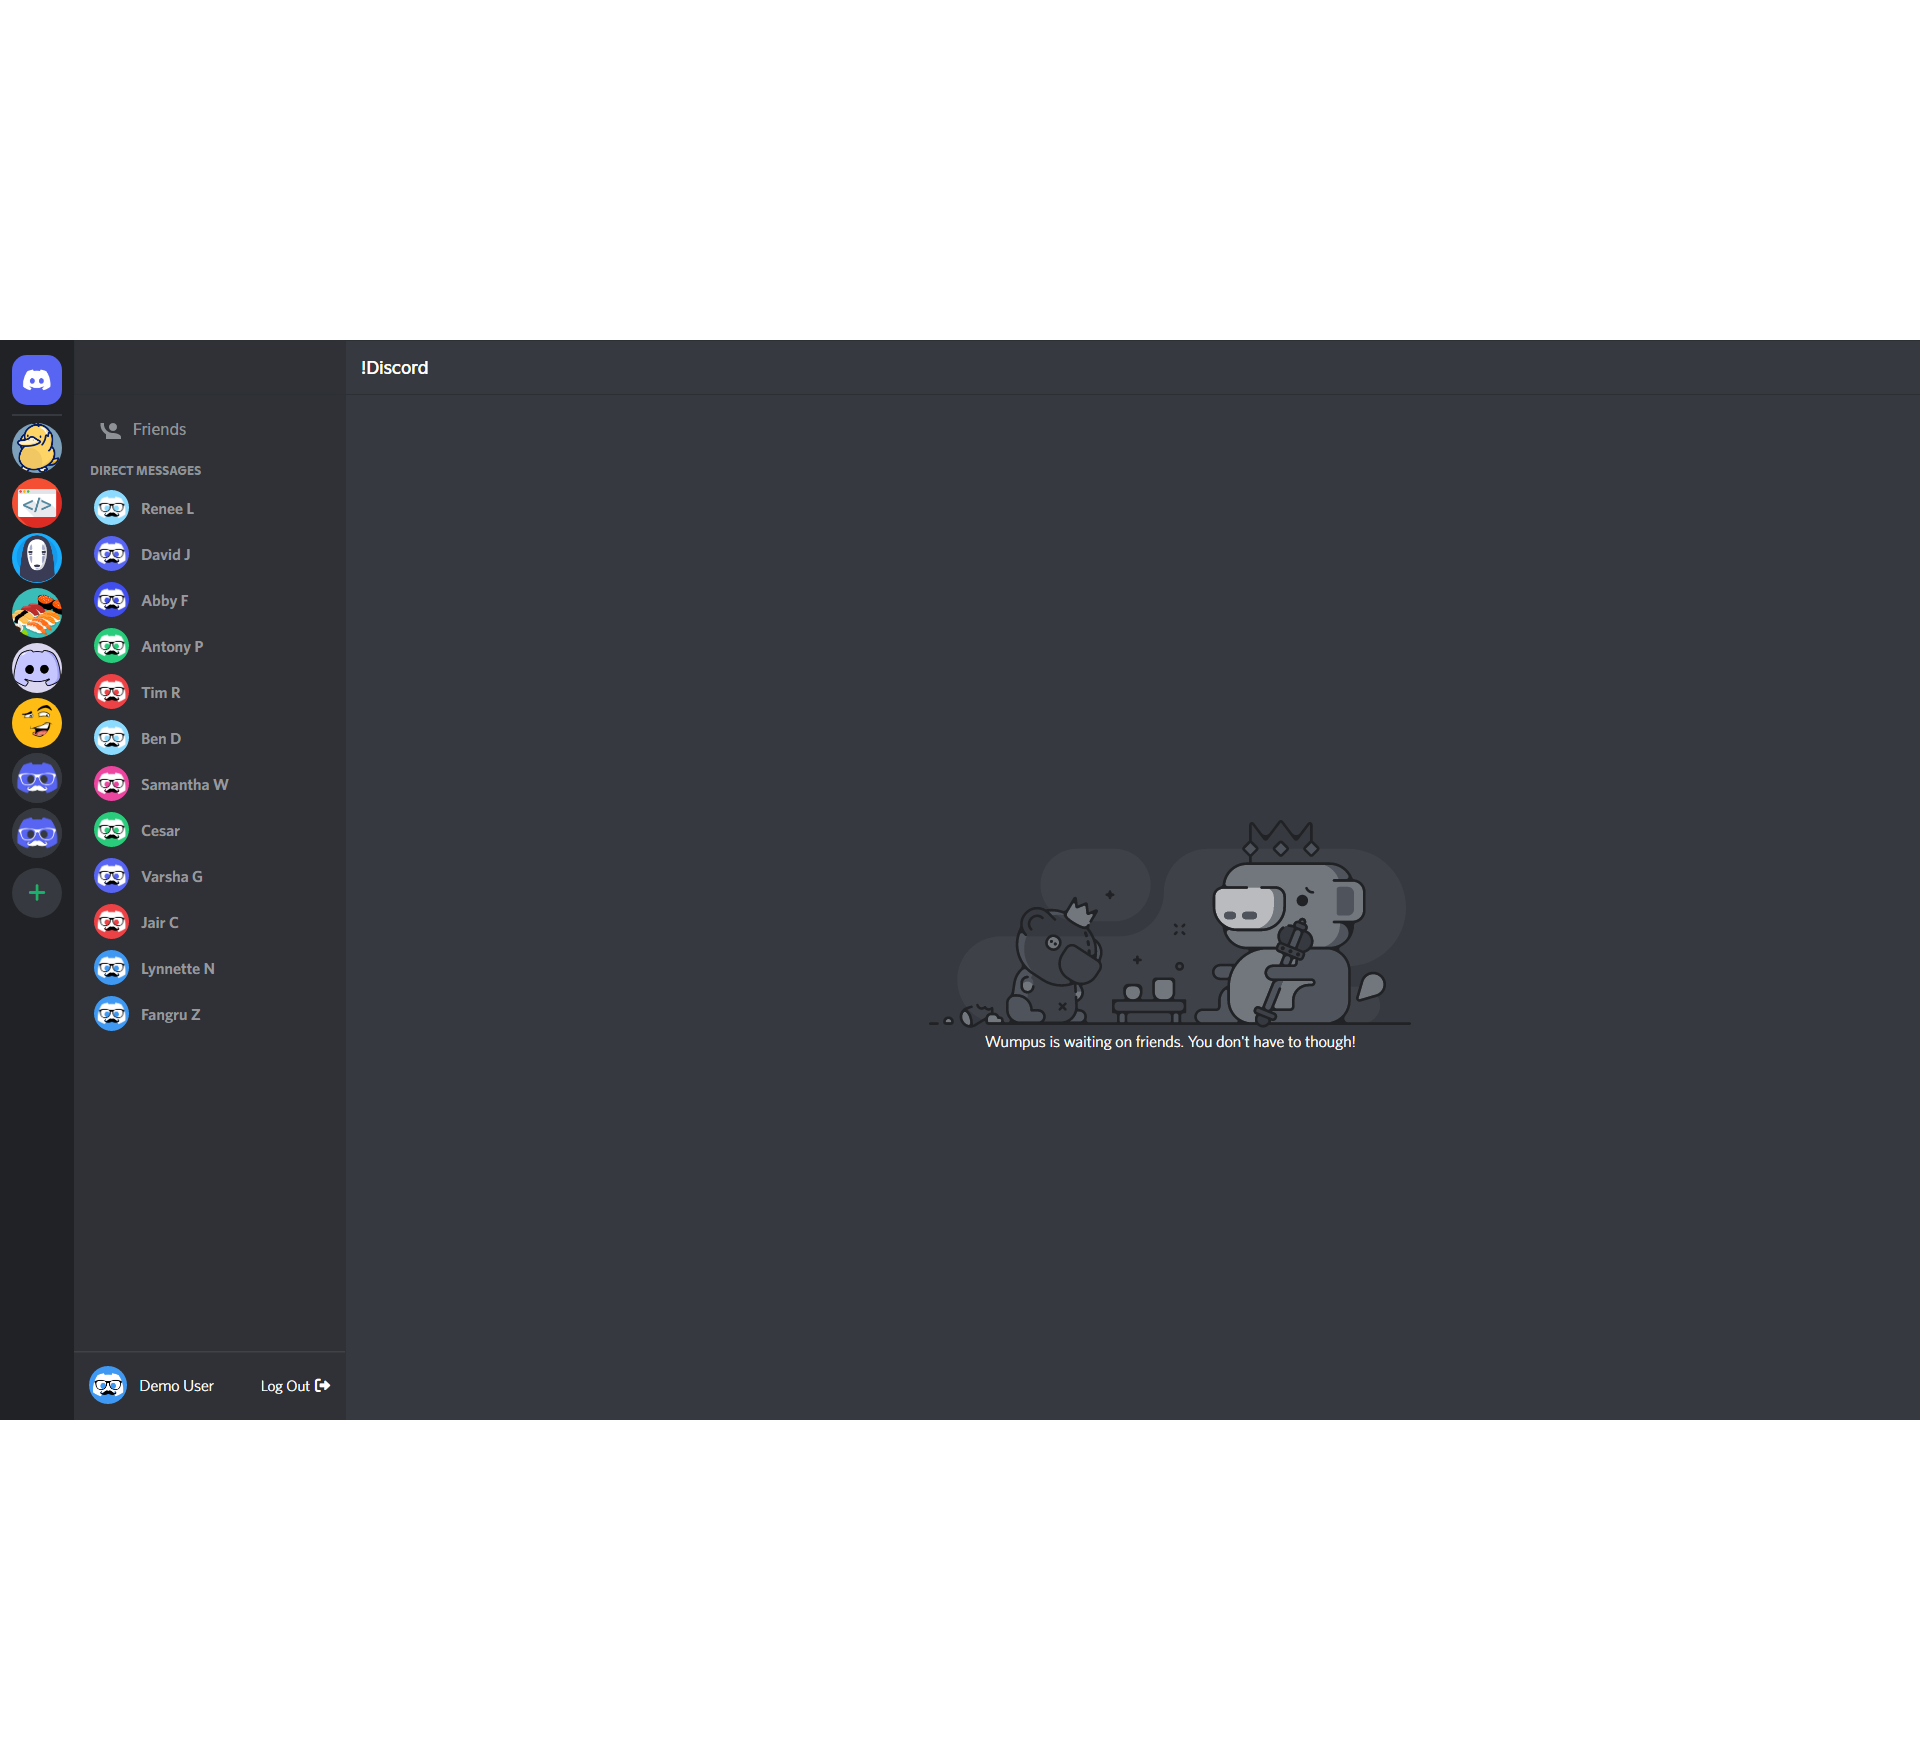 !Discord
Friends
DIRECT MESSAGES
Renee L
David J
Abby F
Antony P
Tim R
Ben D
Samantha W
Cesar
Varsha G
Jair C
Lynnette N
Fangru Z
Wumpus is waiting on friends. You don't have to though!
Demo User
Log Out